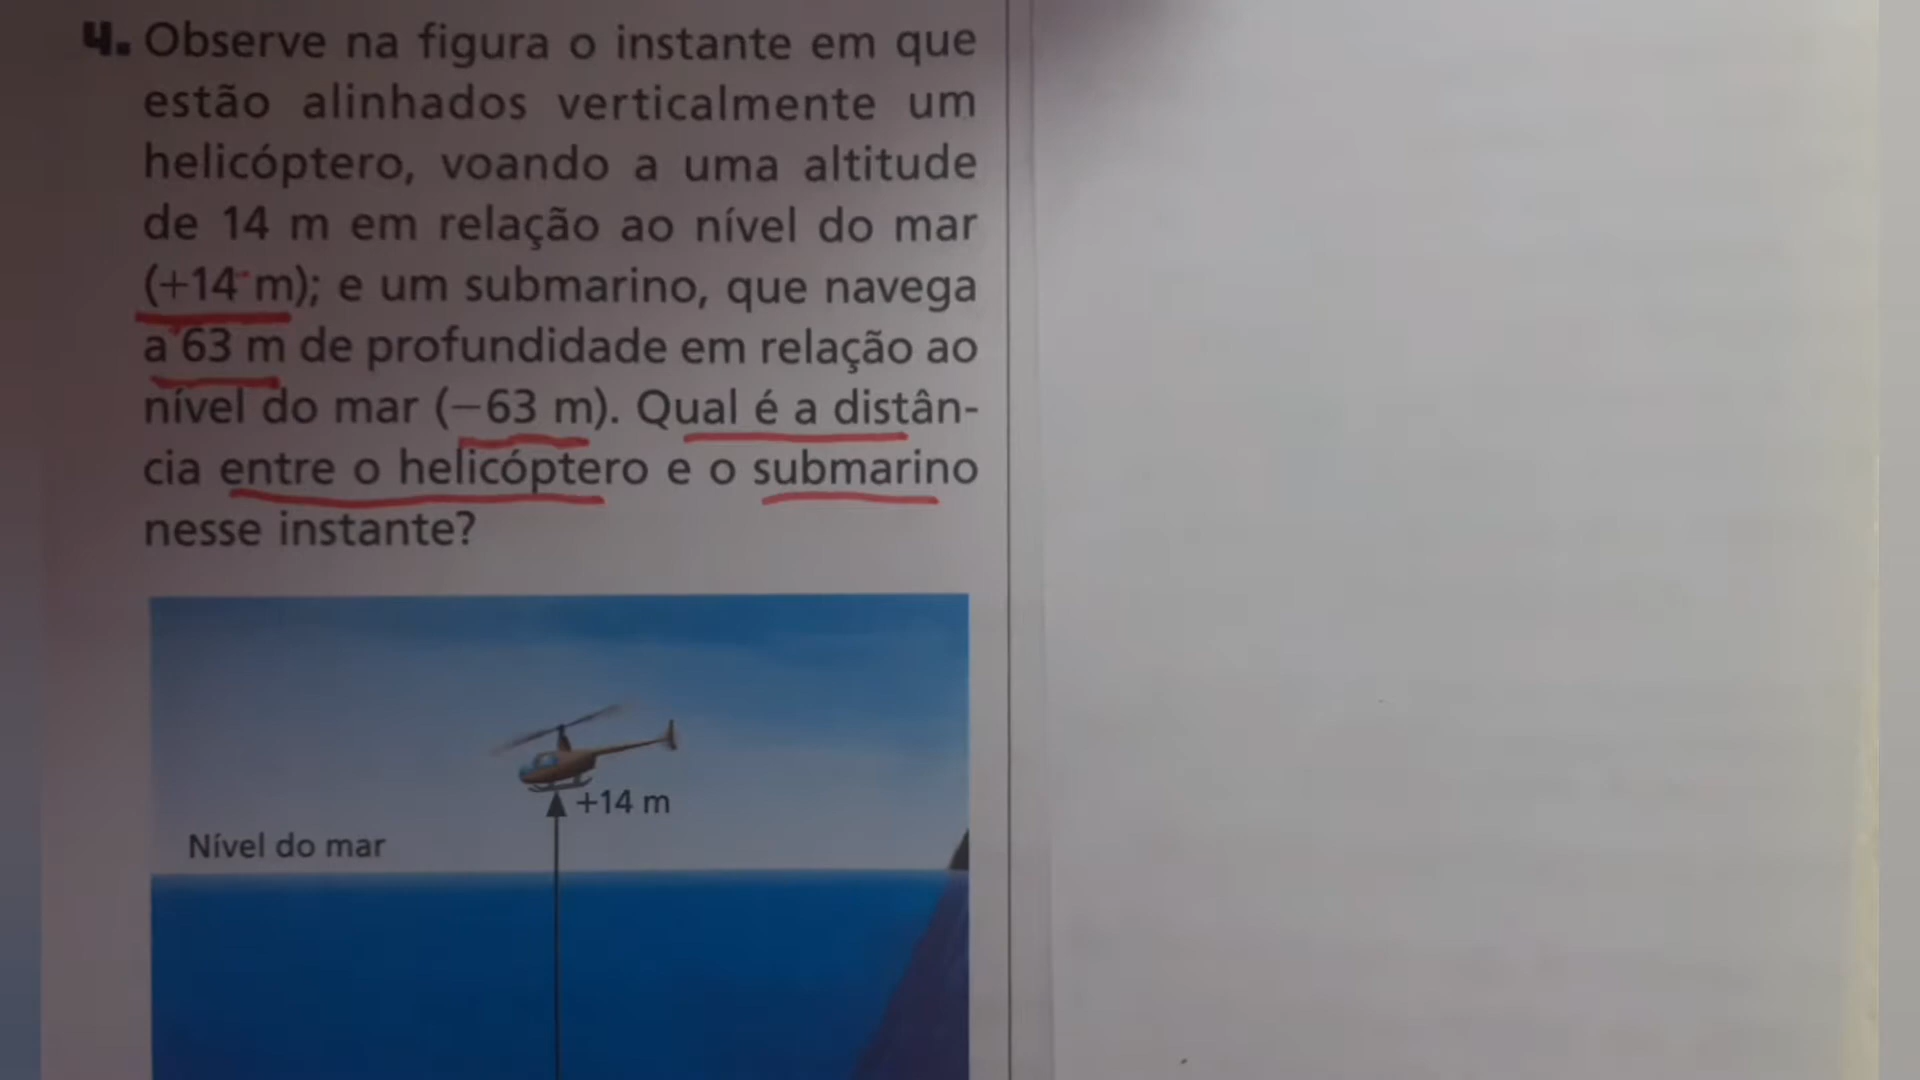 4. Observe na figura o instante em que
estão alinhados verticalmente um
helicóptero, voando a uma altitude
de 14 m em relação ao nível do mar
(+14 m); e um submarino, que navega
a 63 m de profundidade em relação ao
nível do mar (−63 m). Qual é a distân-
cia entre o helicóptero e o submarino
nesse instante?
+14 m
Nível do mar